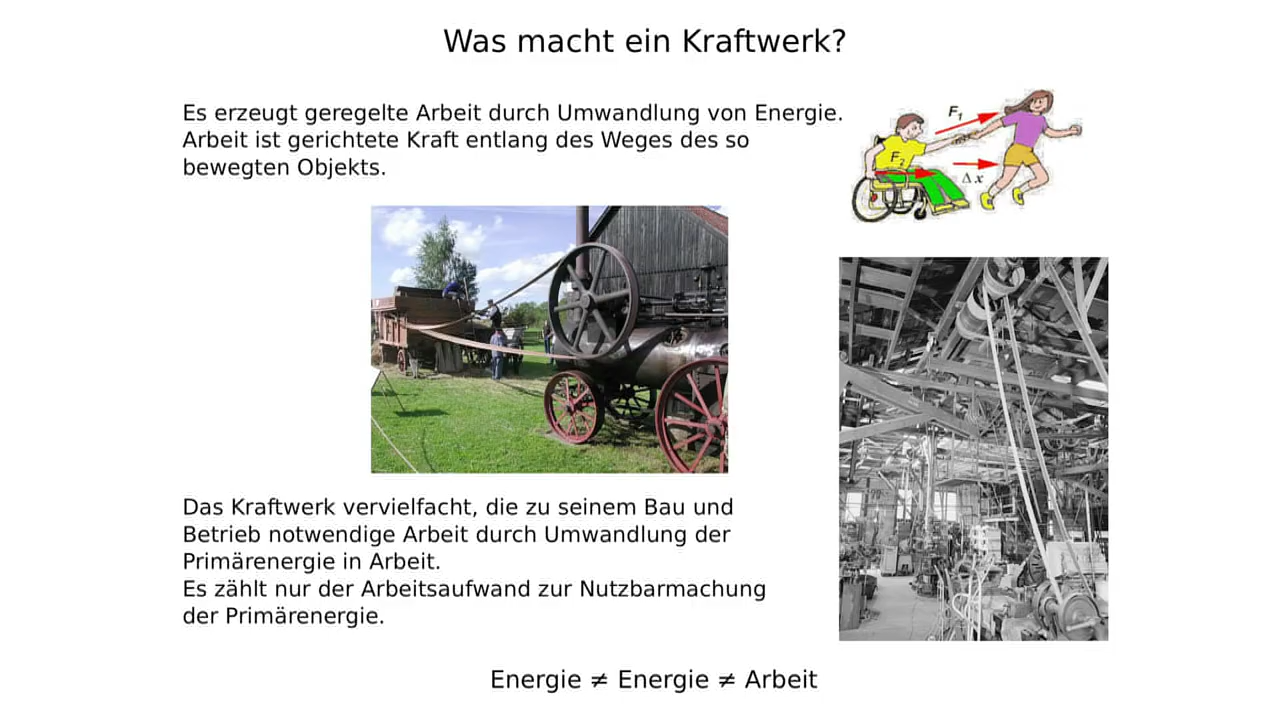 Was macht ein Kraftwerk?
Es erzeugt geregelte Arbeit durch Umwandlung von Energie.
Arbeit ist gerichtete Kraft entlang des Weges des so
bewegten Objekts.
F₁
F₂
Δx
Das Kraftwerk vervielfacht, die zu seinem Bau und
Betrieb notwendige Arbeit durch Umwandlung der
Primärenergie in Arbeit.
Es zählt nur der Arbeitsaufwand zur Nutzbarmachung
der Primärenergie.
Energie ≠ Energie ≠ Arbeit